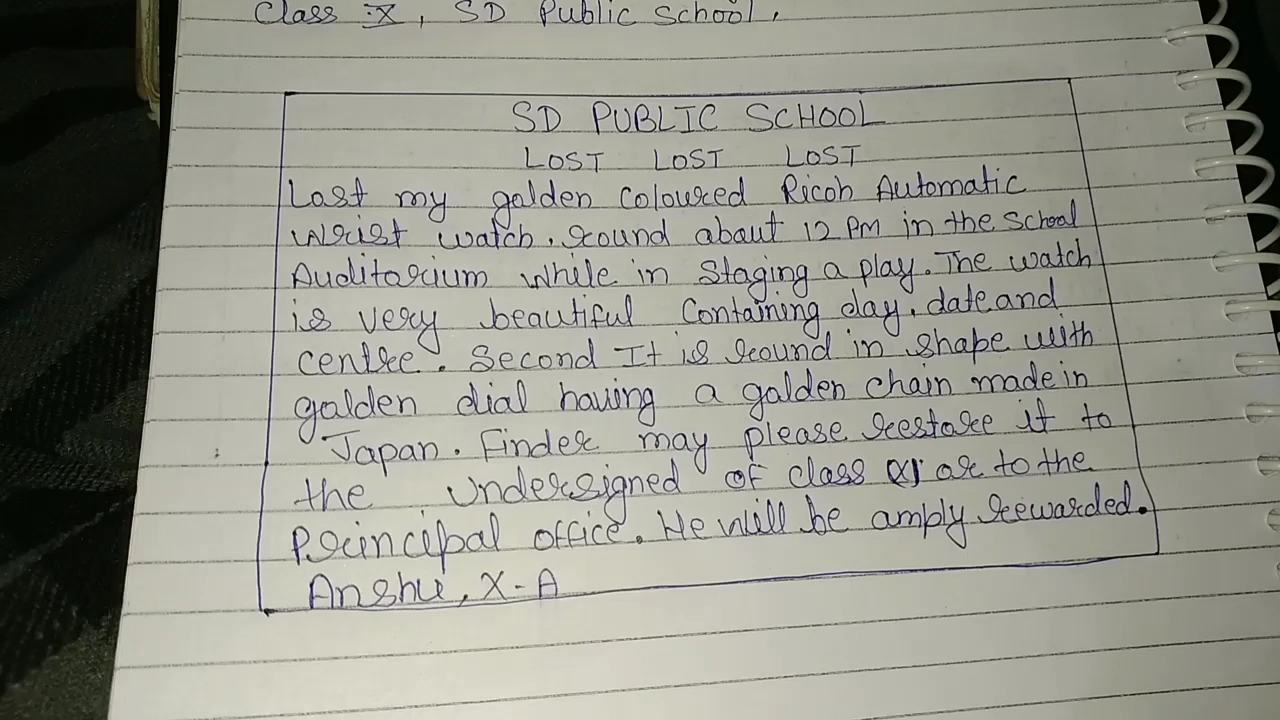 Class X, SD Public School,
SD PUBLIC SCHOOL
LOST LOST LOST
Lost my golden coloured Ricoh Automatic
wrist watch. round about 12 PM in the School
Auditorium while in staging a play. The watch
is very beautiful Containing day, date and
centre. Second It is round in shape with
golden dial having a golden chain made in
Japan. Finder may please restore it to
the undersigned of class or to the
Principal office. He will be amply rewarded.
Anshu, X-A